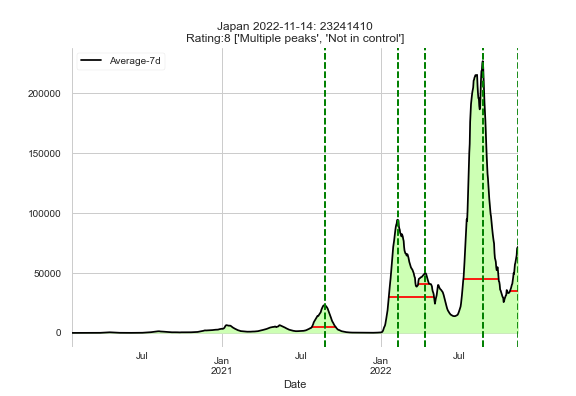 Japan 2022-11-14: 23241410
Rating:8 ['Multiple peaks', 'Not in control']
Average-7d
200000
150000
100000
50000
0
Jul
Jan
2021
Jul
Jan
2022
Jul
Date